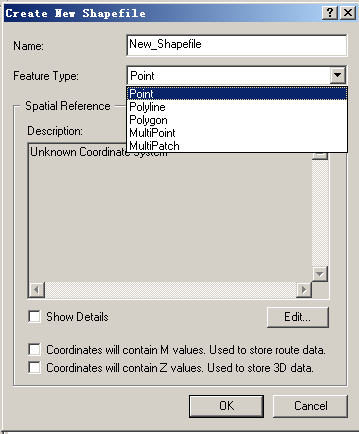 Create New Shapefile
Name: New_Shapefile
Feature Type: Point
Point
Polyline
Polygon
MultiPoint
MultiPatch
Spatial Reference
Description:
Unknown Coordinate System
Show Details
Edit...
Coordinates will contain M values. Used to store route data.
Coordinates will contain Z values. Used to store 3D data.
OK Cancel